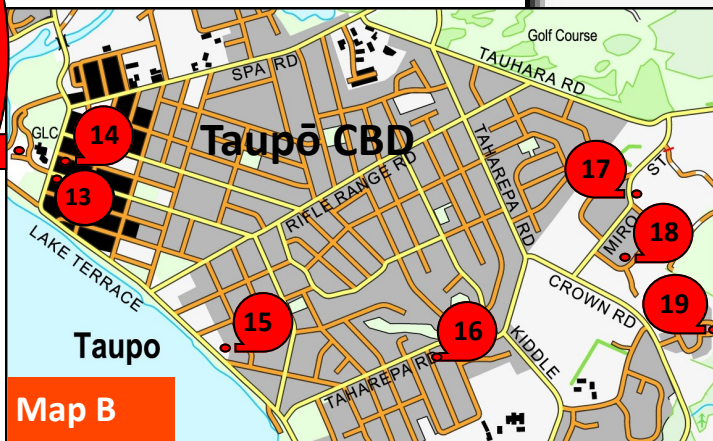 Golf Course
SPA RD
TAUHARA RD
GLC
14
Taupō CBD
TAHAREPA RD
17
ST
RIFLE RANGE RD
13
MIRO
18
LAKE TERRACE
CROWN RD
19
15
16
Taupo
KIDDLE
TAHAREPA RD
Map B